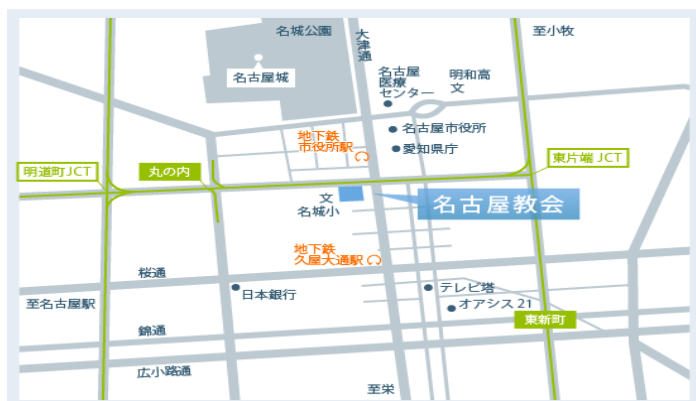 名城公園
大津通
至小牧
名古屋城
名古屋
医療
センター
明和高
文
名古屋市役所
愛知県庁
地下鉄
市役所駅
明道町JCT
丸の内
東片端 JCT
文
名城小
名古屋教会
地下鉄
久屋大通駅
桜通
日本銀行
テレビ塔
オアシス 21
至名古屋駅
東新町
錦通
広小路通
至栄